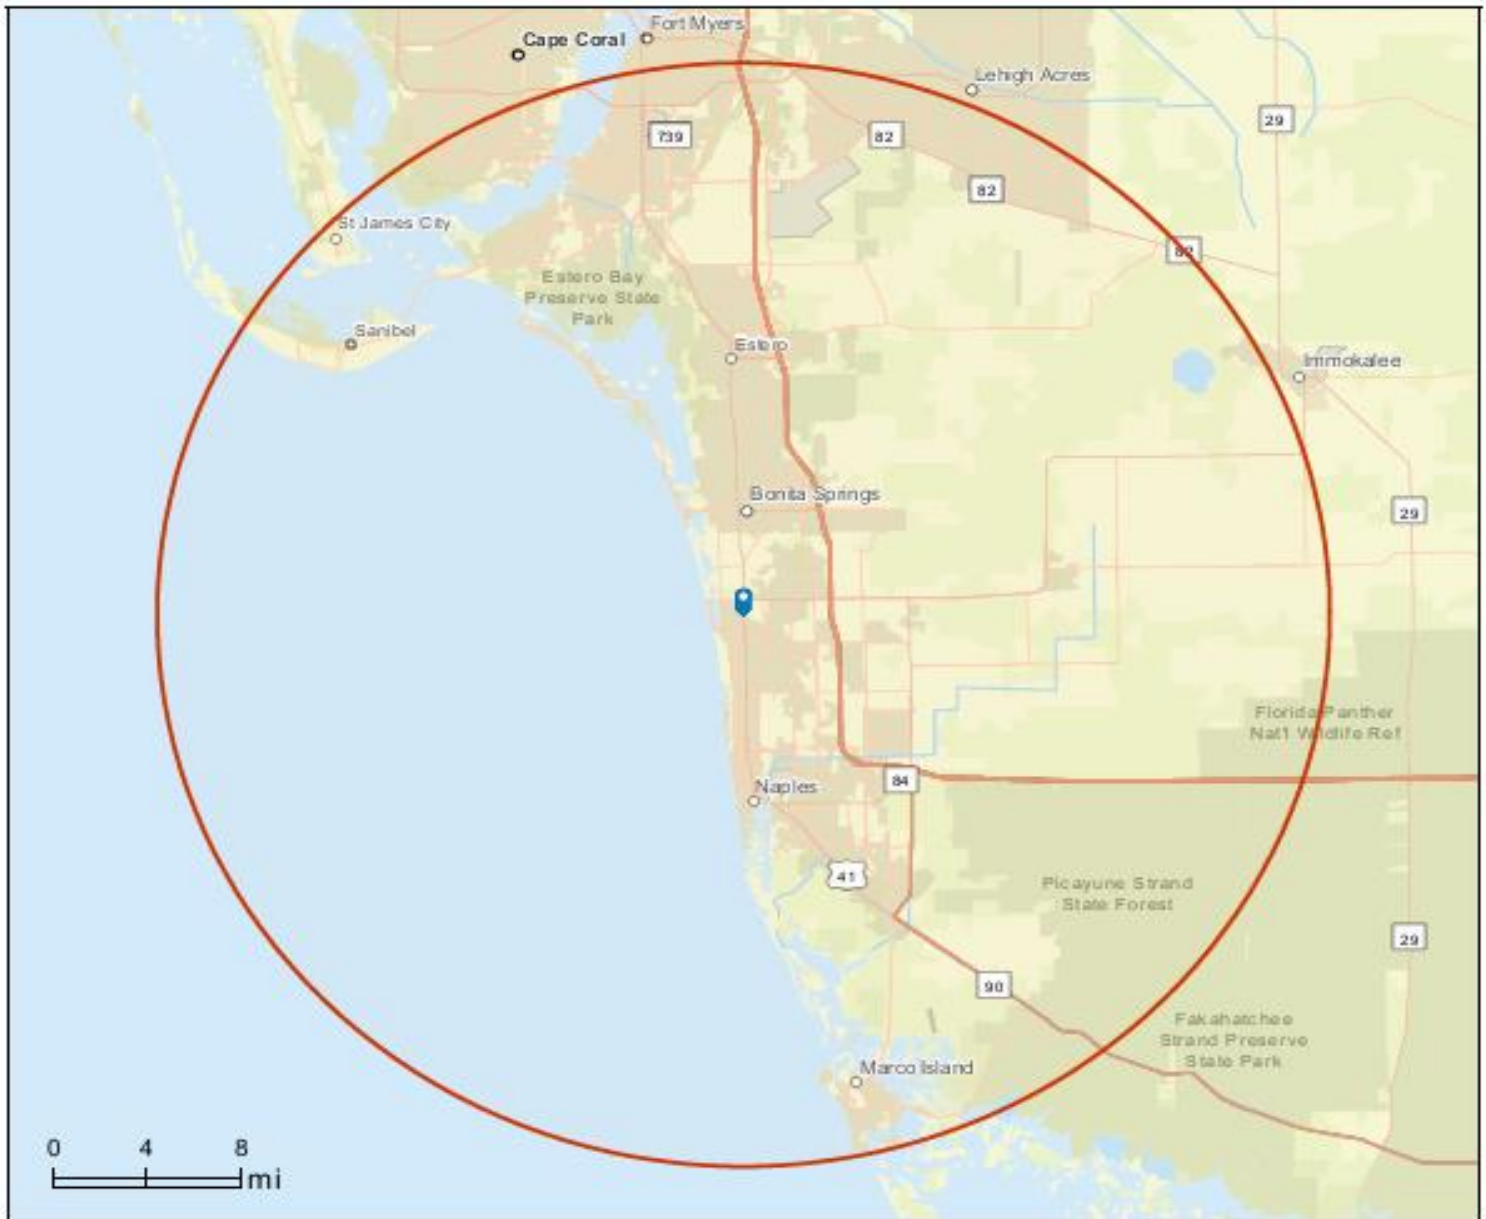 Fort Myers
Cape Coral
Lehigh Acres
29
739
82
82
St James City
82
Estero Bay
Preserve State
Park
Sanibel
Estero
Immokalee
Bonita Springs
29
Florida Panther
Nat'l Wildlife Ref
84
Naples
41
Picayune Strand
State Forest
29
90
Fakahatchee
Strand Preserve
State Park
Marco Island
0 4 8
mi